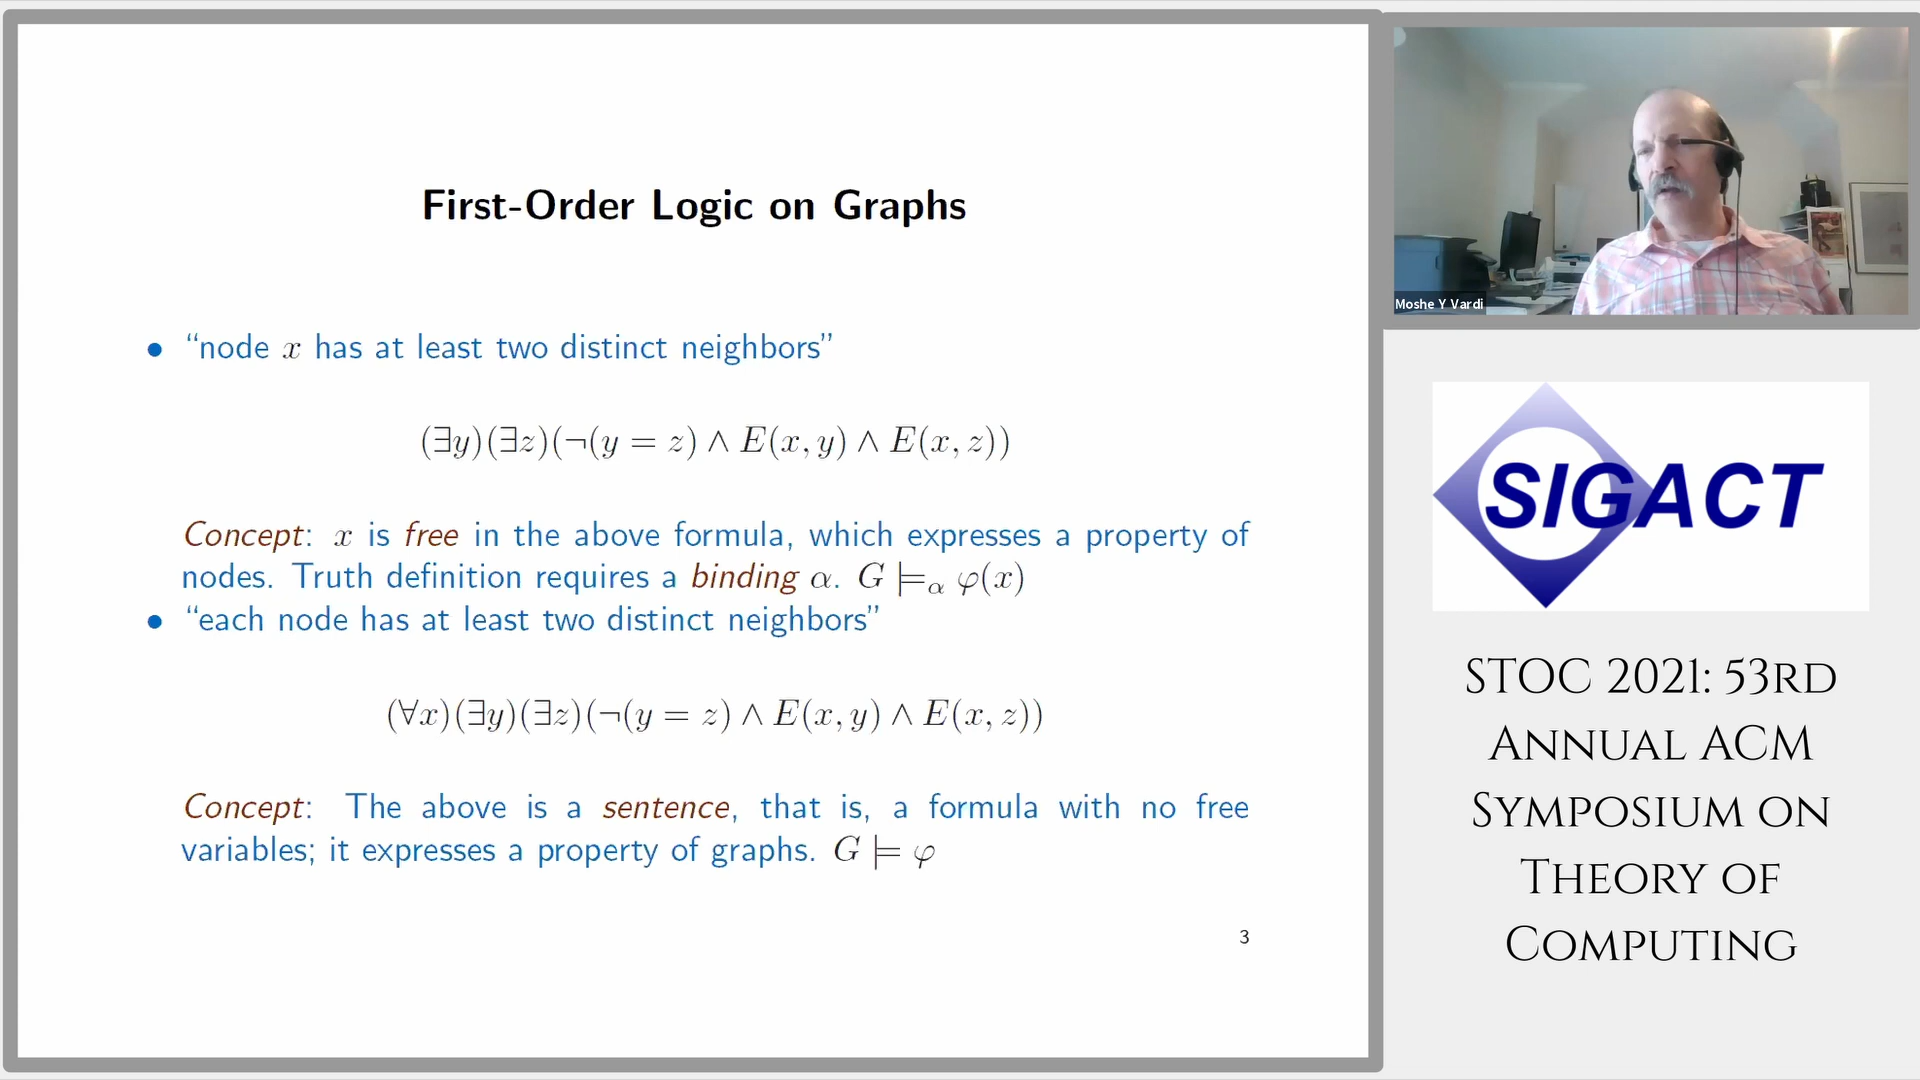 First-Order Logic on Graphs
• “node x has at least two distinct neighbors”
(∃y)(∃z)(¬(y = z) ∧ E(x, y) ∧ E(x, z))
Concept: x is free in the above formula, which expresses a property of
nodes. Truth definition requires a binding α. G ⊨α φ(x)
• “each node has at least two distinct neighbors”
(∀x)(∃y)(∃z)(¬(y = z) ∧ E(x, y) ∧ E(x, z))
Concept: The above is a sentence, that is, a formula with no free
variables; it expresses a property of graphs. G ⊨ φ
3
Moshe Y Vardi
SIGACT
STOC 2021: 53rd
Annual ACM
Symposium on
Theory of
Computing